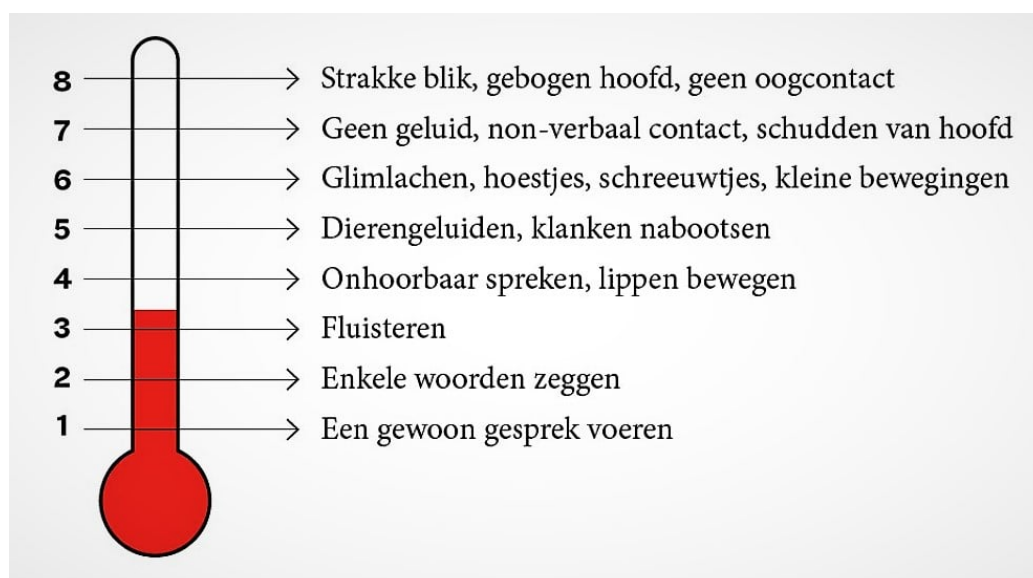 8 Strakke blik, gebogen hoofd, geen oogcontact
7 Geen geluid, non-verbaal contact, schudden van hoofd
6 Glimlachen, hoestjes, schreeuwtjes, kleine bewegingen
5 Dierengeluiden, klanken nabootsen
4 Onhoorbaar spreken, lippen bewegen
3 Fluisteren
2 Enkele woorden zeggen
1 Een gewoon gesprek voeren